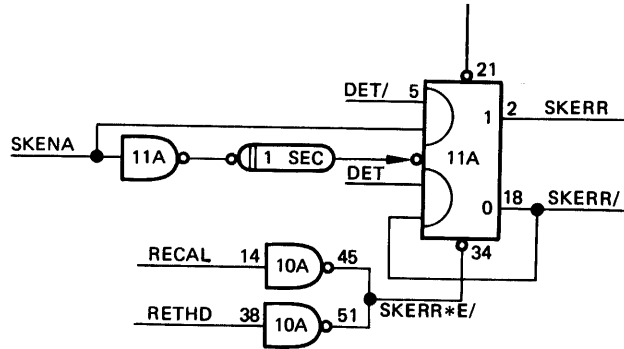 21
DET/ 5
1 2 SKERR
SKENA
11A
1 SEC
11A
DET
0 18 SKERR/
34
RECAL 14 10A 45
SKERR*E/
RETHD 38 10A 51